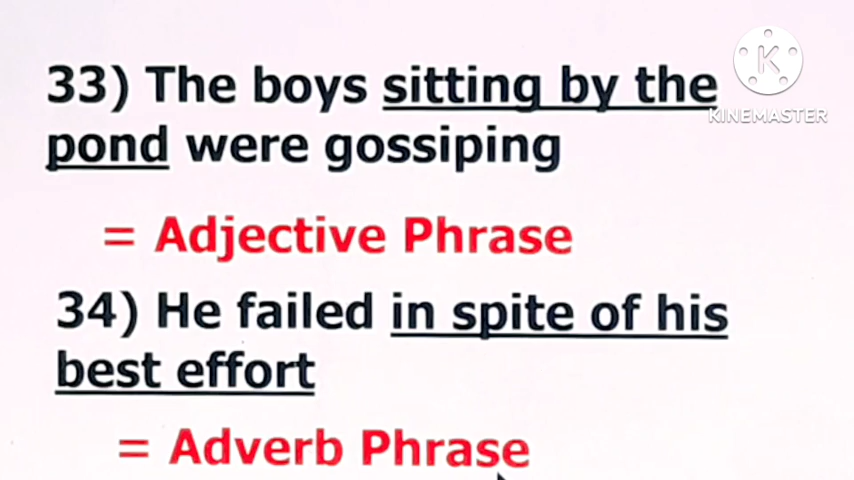 33) The boys sitting by the
pond were gossiping
= Adjective Phrase
34) He failed in spite of his
best effort
= Adverb Phrase
K
KINEMASTER